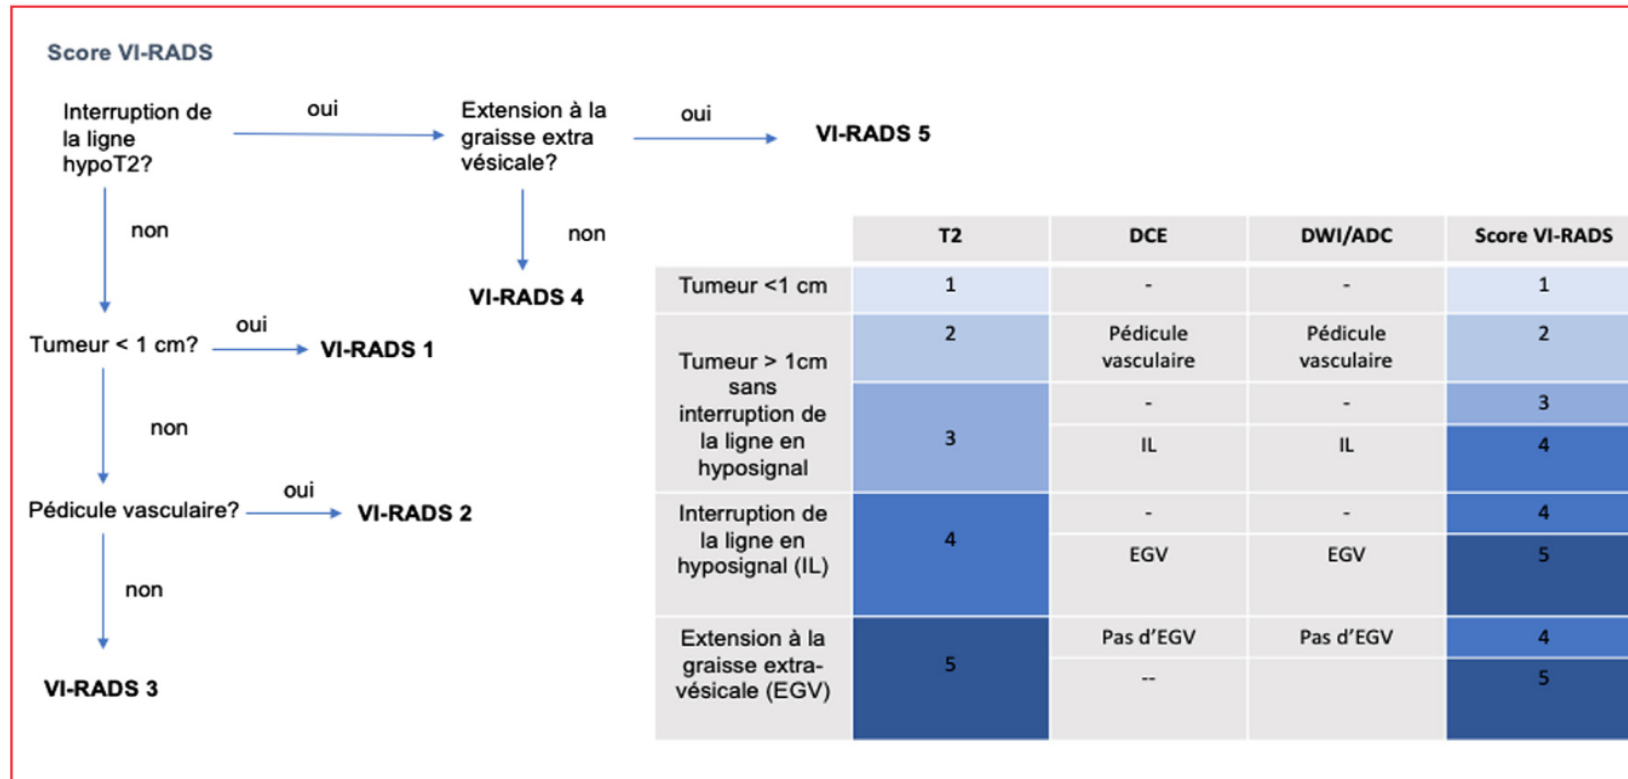 Score VI-RADS
Interruption de
la ligne
hypoT2?
oui
Extension à la
graisse extra
vésicale?
oui
VI-RADS 5
non
non
VI-RADS 4
Tumeur < 1 cm?
oui
VI-RADS 1
non
Pédicule vasculaire?
oui
VI-RADS 2
non
VI-RADS 3
T2 DCE DWI/ADC Score VI-RADS
Tumeur <1 cm 1 - - 1
Tumeur > 1cm
sans
interruption de
la ligne en
hyposignal
2 Pédicule
vasculaire
Pédicule
vasculaire
2
3 - - 3
IL IL 4
Interruption de
la ligne en
hyposignal (IL)
4 - - 4
EGV EGV 5
Extension à la
graisse extra-
vésicale (EGV)
5 Pas d’EGV Pas d’EGV 4
-- 5